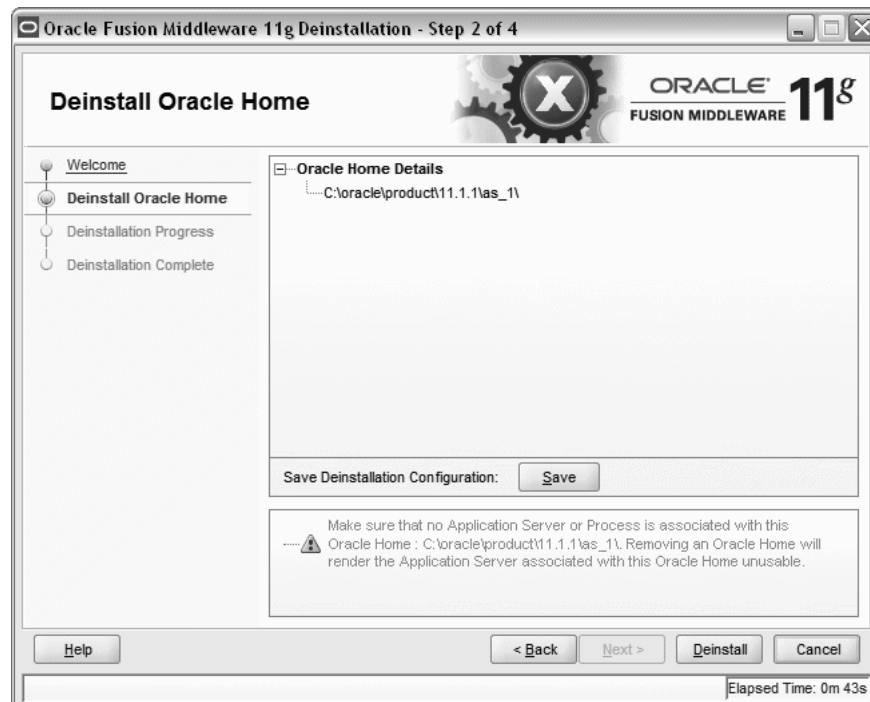 Oracle Fusion Middleware 11g Deinstallation - Step 2 of 4
Deinstall Oracle Home
ORACLE
FUSION MIDDLEWARE
11g
Welcome
Deinstall Oracle Home
Deinstallation Progress
Deinstallation Complete
Oracle Home Details
C:\oracle\product\11.1.1\as_1\
Save Deinstallation Configuration:
Save
Make sure that no Application Server or Process is associated with this
Oracle Home : C:\oracle\product\11.1.1\as_1\. Removing an Oracle Home will
render the Application Server associated with this Oracle Home unusable.
Help
< Back
Next >
Deinstall
Cancel
Elapsed Time: 0m 43s